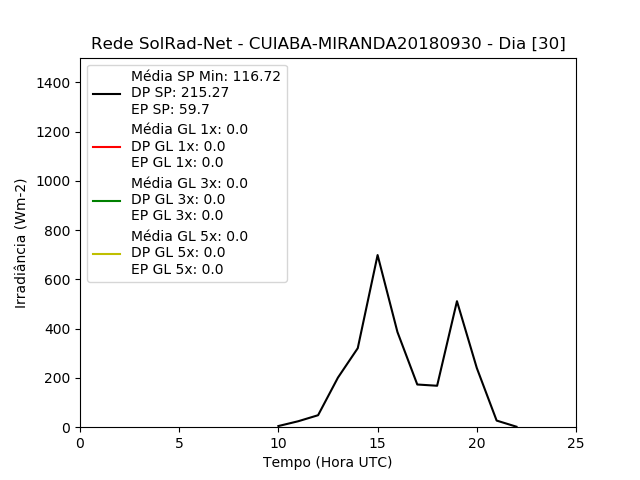 Rede SolRad-Net - CUIABA-MIRANDA20180930 - Dia [30]
Média SP Min: 116.72
DP SP: 215.27
EP SP: 59.7
Média GL 1x: 0.0
DP GL 1x: 0.0
EP GL 1x: 0.0
Média GL 3x: 0.0
DP GL 3x: 0.0
EP GL 3x: 0.0
Média GL 5x: 0.0
DP GL 5x: 0.0
EP GL 5x: 0.0
Irradiância (Wm-2)
1400
1200
1000
800
600
400
200
0
0 5 10 15 20 25
Tempo (Hora UTC)